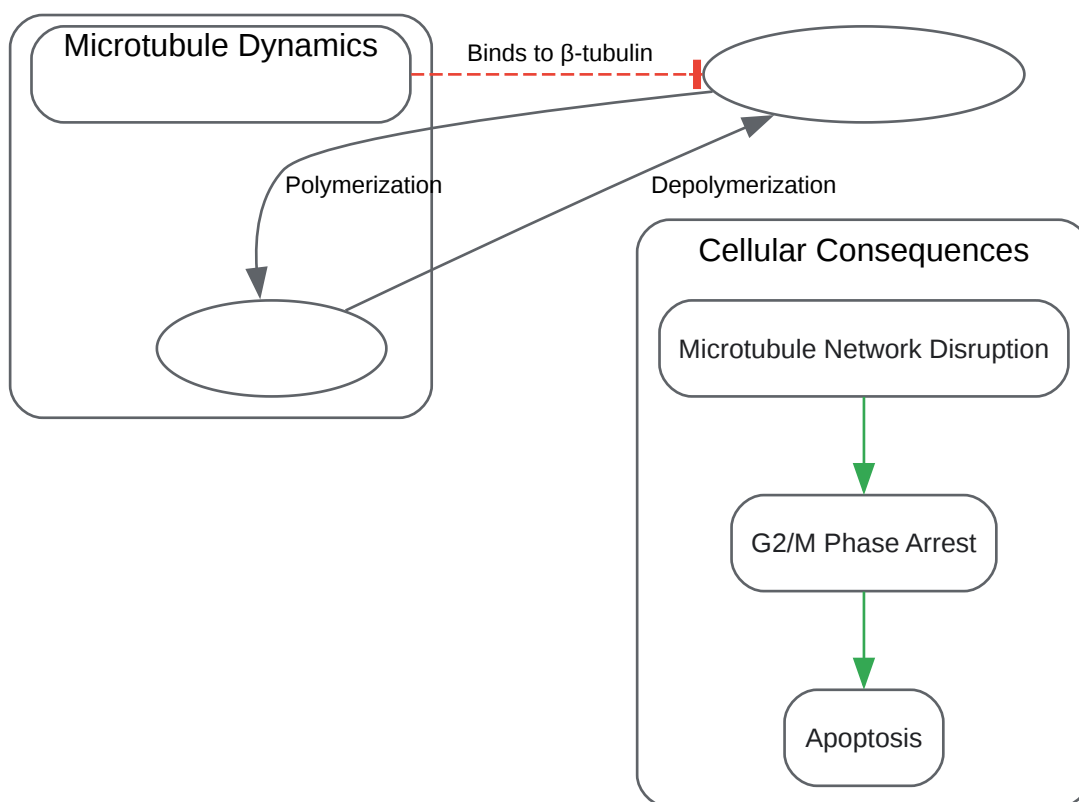 Microtubule Dynamics
Binds to β-tubulin
Polymerization
Depolymerization
Cellular Consequences
Microtubule Network Disruption
G2/M Phase Arrest
Apoptosis